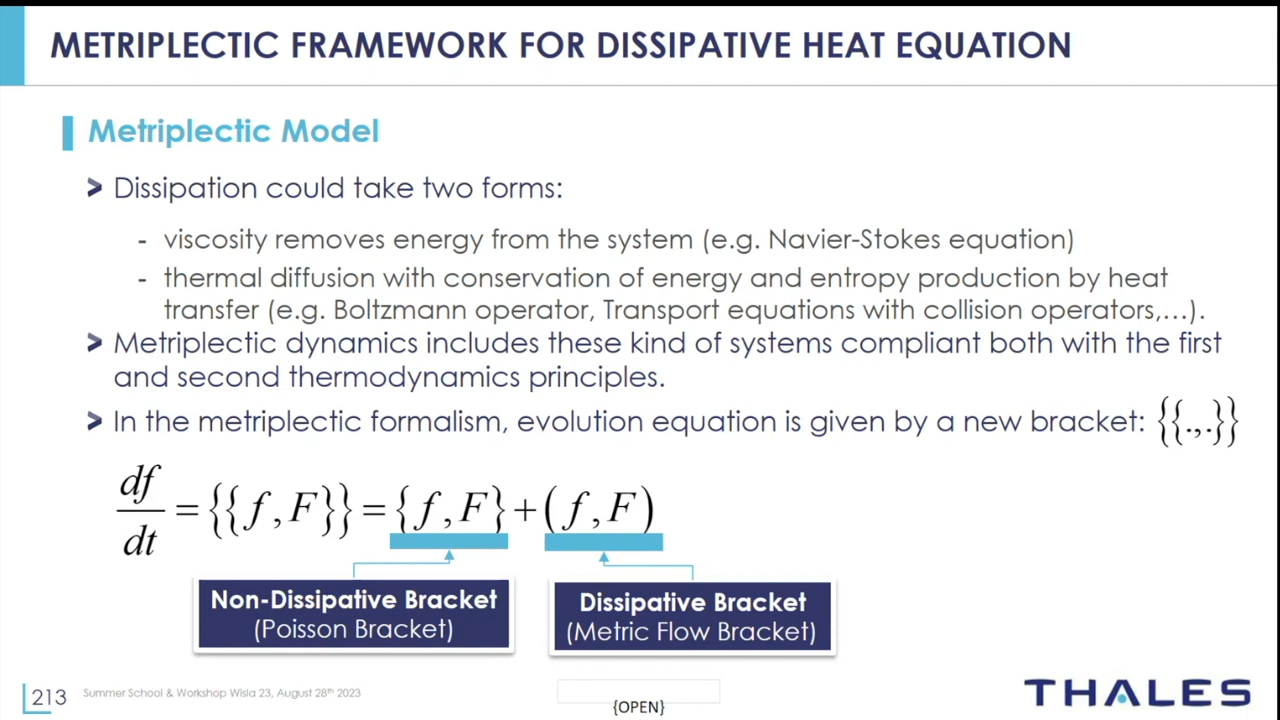 METRIPLECTIC FRAMEWORK FOR DISSIPATIVE HEAT EQUATION
Metriplectic Model
> Dissipation could take two forms:
- viscosity removes energy from the system (e.g. Navier-Stokes equation)
- thermal diffusion with conservation of energy and entropy production by heat
transfer (e.g. Boltzmann operator, Transport equations with collision operators,…).
> Metriplectic dynamics includes these kind of systems compliant both with the first
and second thermodynamics principles.
> In the metriplectic formalism, evolution equation is given by a new bracket: {{.,.}}
df/dt = {{f,F}} = {f,F} + (f,F)
Non-Dissipative Bracket
(Poisson Bracket)
Dissipative Bracket
(Metric Flow Bracket)
213
Summer School & Workshop Wisla 23, August 28th 2023
{OPEN}
THALES